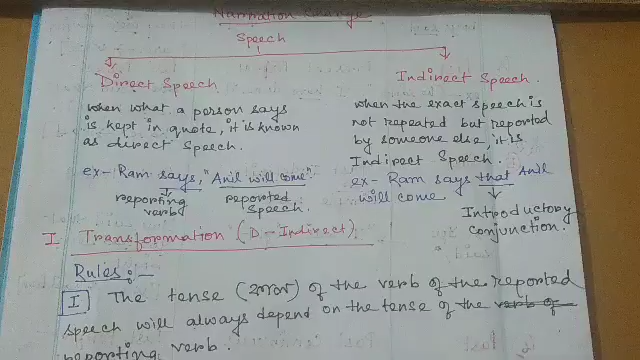 Narration Change
Speech
Direct Speech
when what a person says
is kept in quote, it is known
as direct speech.
ex- Ram says, "Anil will come".
reporting verb
reported speech.
Indirect Speech.
when the exact speech is
not repeated but reported
by someone else, it is
Indirect Speech.
ex- Ram says that Anil
will come
Introductory
conjunction.
I. Transformation (D - Indirect)
Rules:-
I The tense (काल) of the verb of the reported
speech will always depend on the tense of the verb of
reporting verb.